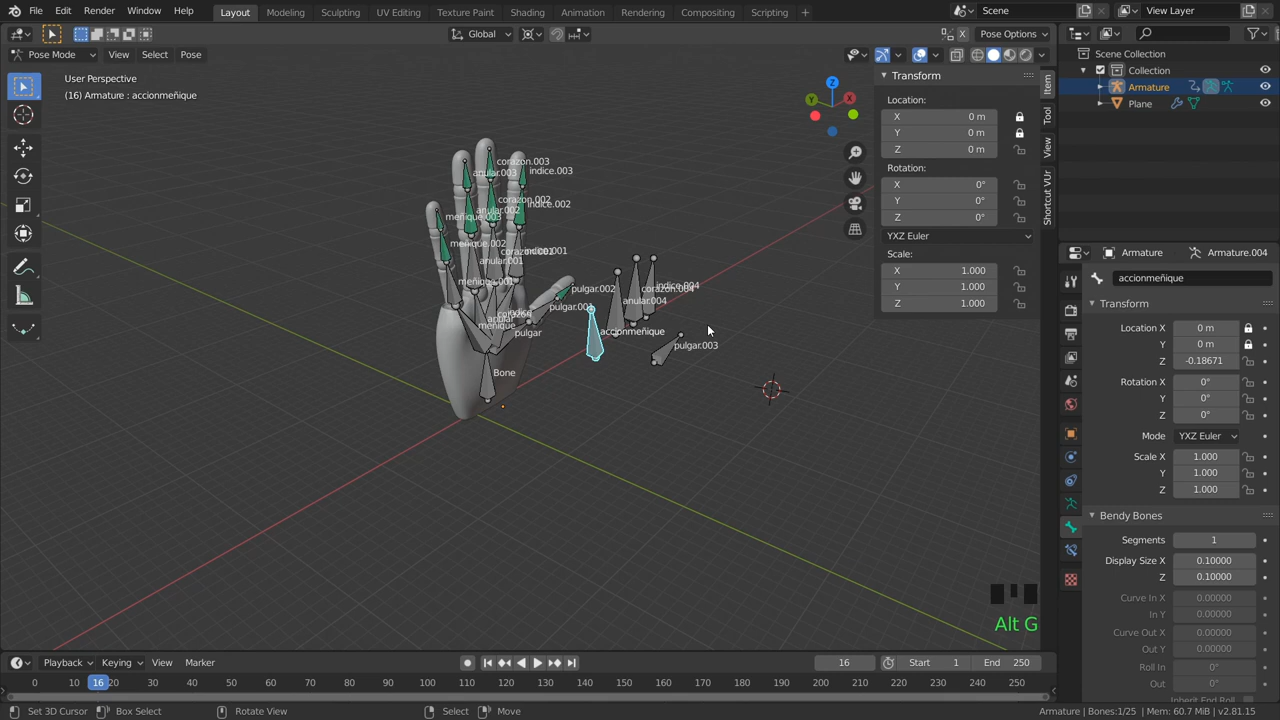 File Edit Render Window Help Layout Modeling Sculpting UV Editing Texture Paint Shading Animation Rendering Compositing Scripting + Scene View Layer
Global Pose Options
Pose Mode View Select Pose
User Perspective
(16) Armature : accionmeñique
Z
X
Y
corazon.003
anular.003
indice.003
corazon.002
indice.002
anular.002
meñique.003
meñique.002
anular.001
meñique.001
pulgar.002
pulgar.001
pulgar
meñique
Bone
indice.004
corazon.004
anular.004
accionmeñique
pulgar.003
Transform
Location:
X 0 m
Y 0 m
Z 0 m
Rotation:
X 0°
Y 0°
Z 0°
YXZ Euler
Scale:
X 1.000
Y 1.000
Z 1.000
Item
Tool
View
Shortcut VUr
Scene Collection
Collection
Armature
Plane
Armature Armature.004
accionmeñique
Transform
Location X 0 m
Y 0 m
Z -0.18671
Rotation X 0°
Y 0°
Z 0°
Mode YXZ Euler
Scale X 1.000
Y 1.000
Z 1.000
Bendy Bones
Segments 1
Display Size X 0.10000
Z 0.10000
Curve In X 0.00000
In Y 0.00000
Curve Out X 0.00000
Out Y 0.00000
Roll In 0°
Out 0°
Inherit End Roll
Alt G
Playback Keying View Marker 16 Start 1 End 250
0 10 16 20 30 40 50 60 70 80 90 100 110 120 130 140 150 160 170 180 190 200 210 220 230 240 250
Set 3D Cursor Box Select Rotate View Select Move Armature | Bones:1/25 | Mem: 60.7 MiB | v2.81.15